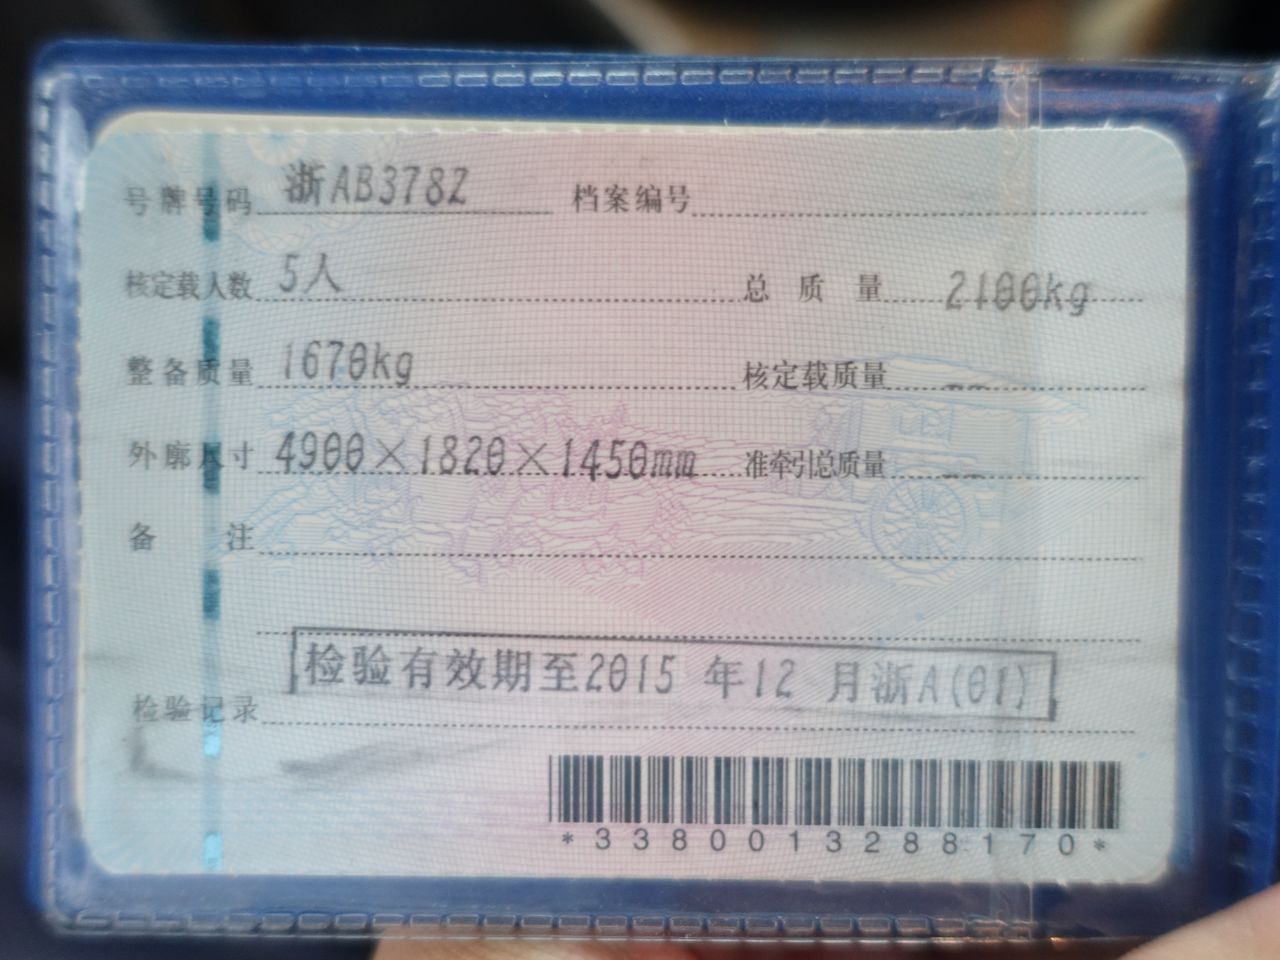 号牌号码 浙AB378Z 档案编号
核定载人数 5人 总质量 2100kg
整备质量 1670kg 核定载质量 --
外廓尺寸 4900×1820×1450mm 准牵引总质量 --
备注
检验记录 检验有效期至2015 年12 月浙A(01)
*3380013288170*